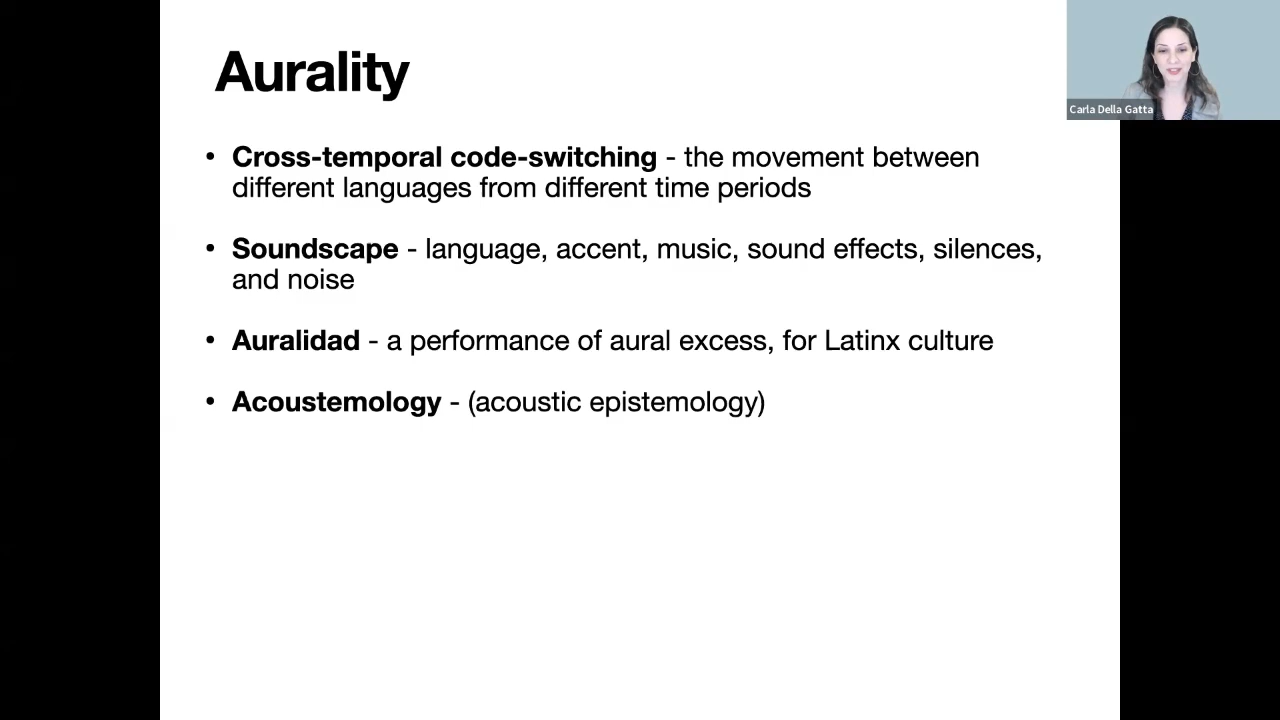 Aurality
Carla Della Gatta
• Cross-temporal code-switching - the movement between
different languages from different time periods
• Soundscape - language, accent, music, sound effects, silences,
and noise
• Auralidad - a performance of aural excess, for Latinx culture
• Acoustemology - (acoustic epistemology)